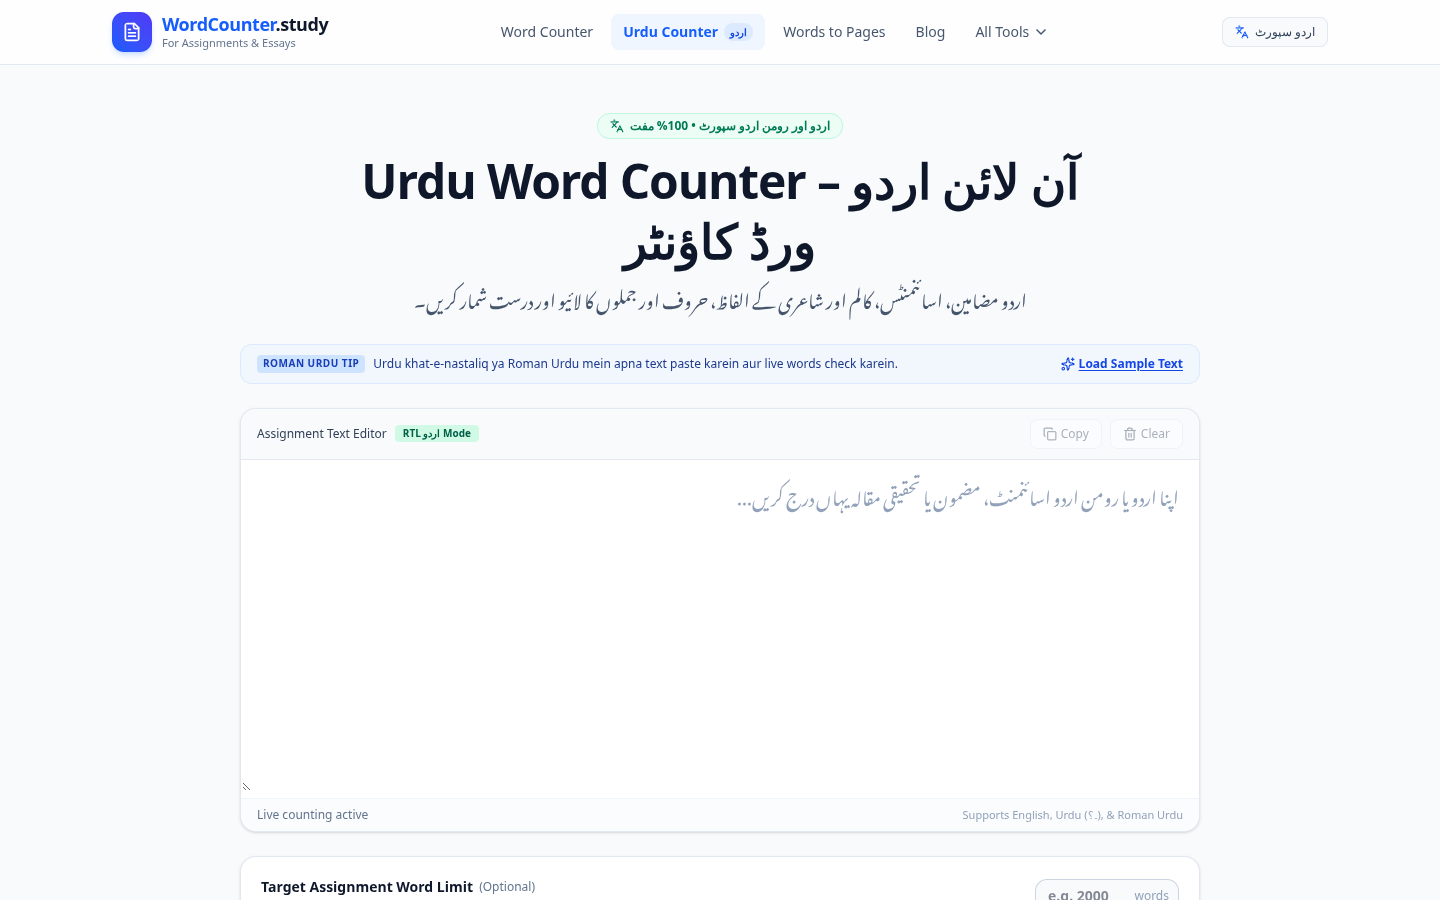 WordCounter.study
For Assignments & Essays
Word Counter
Urdu Counter اردو
Words to Pages
Blog
All Tools
اردو سپورٹ
اردو اور رومن اردو سپورٹ • 100% مفت
Urdu Word Counter – آن لائن اردو
ورڈ کاؤنٹر
اردو مضامین، اسائنمنٹس، کالم اور شاعری کے الفاظ، حروف اور جملوں کا لائیو اور درست شمار کریں۔
ROMAN URDU TIP Urdu khat-e-nastaliq ya Roman Urdu mein apna text paste karein aur live words check karein.
Load Sample Text
Assignment Text Editor
RTL اردو Mode
Copy
Clear
اپنا اردو یا رومن اردو اسائنمنٹ، مضمون یا تحقیقی مقالہ یہاں درج کریں...
Live counting active
Supports English, Urdu (۔؟), & Roman Urdu
Target Assignment Word Limit (Optional)
e.g. 2000 words